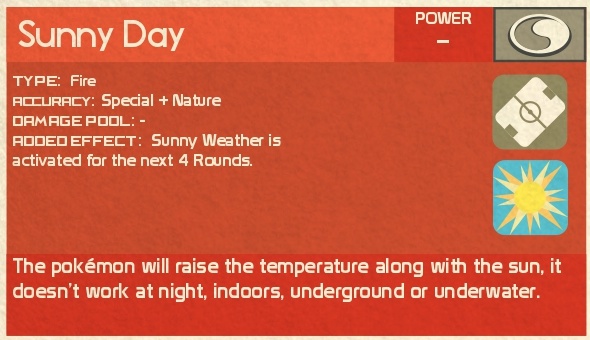 Sunny Day
POWER
–
TYPE: Fire
ACCURACY: Special + Nature
DAMAGE POOL: -
ADDED EFFECT: Sunny Weather is
activated for the next 4 Rounds.
The pokémon will raise the temperature along with the sun, it
doesn't work at night, indoors, underground or underwater.